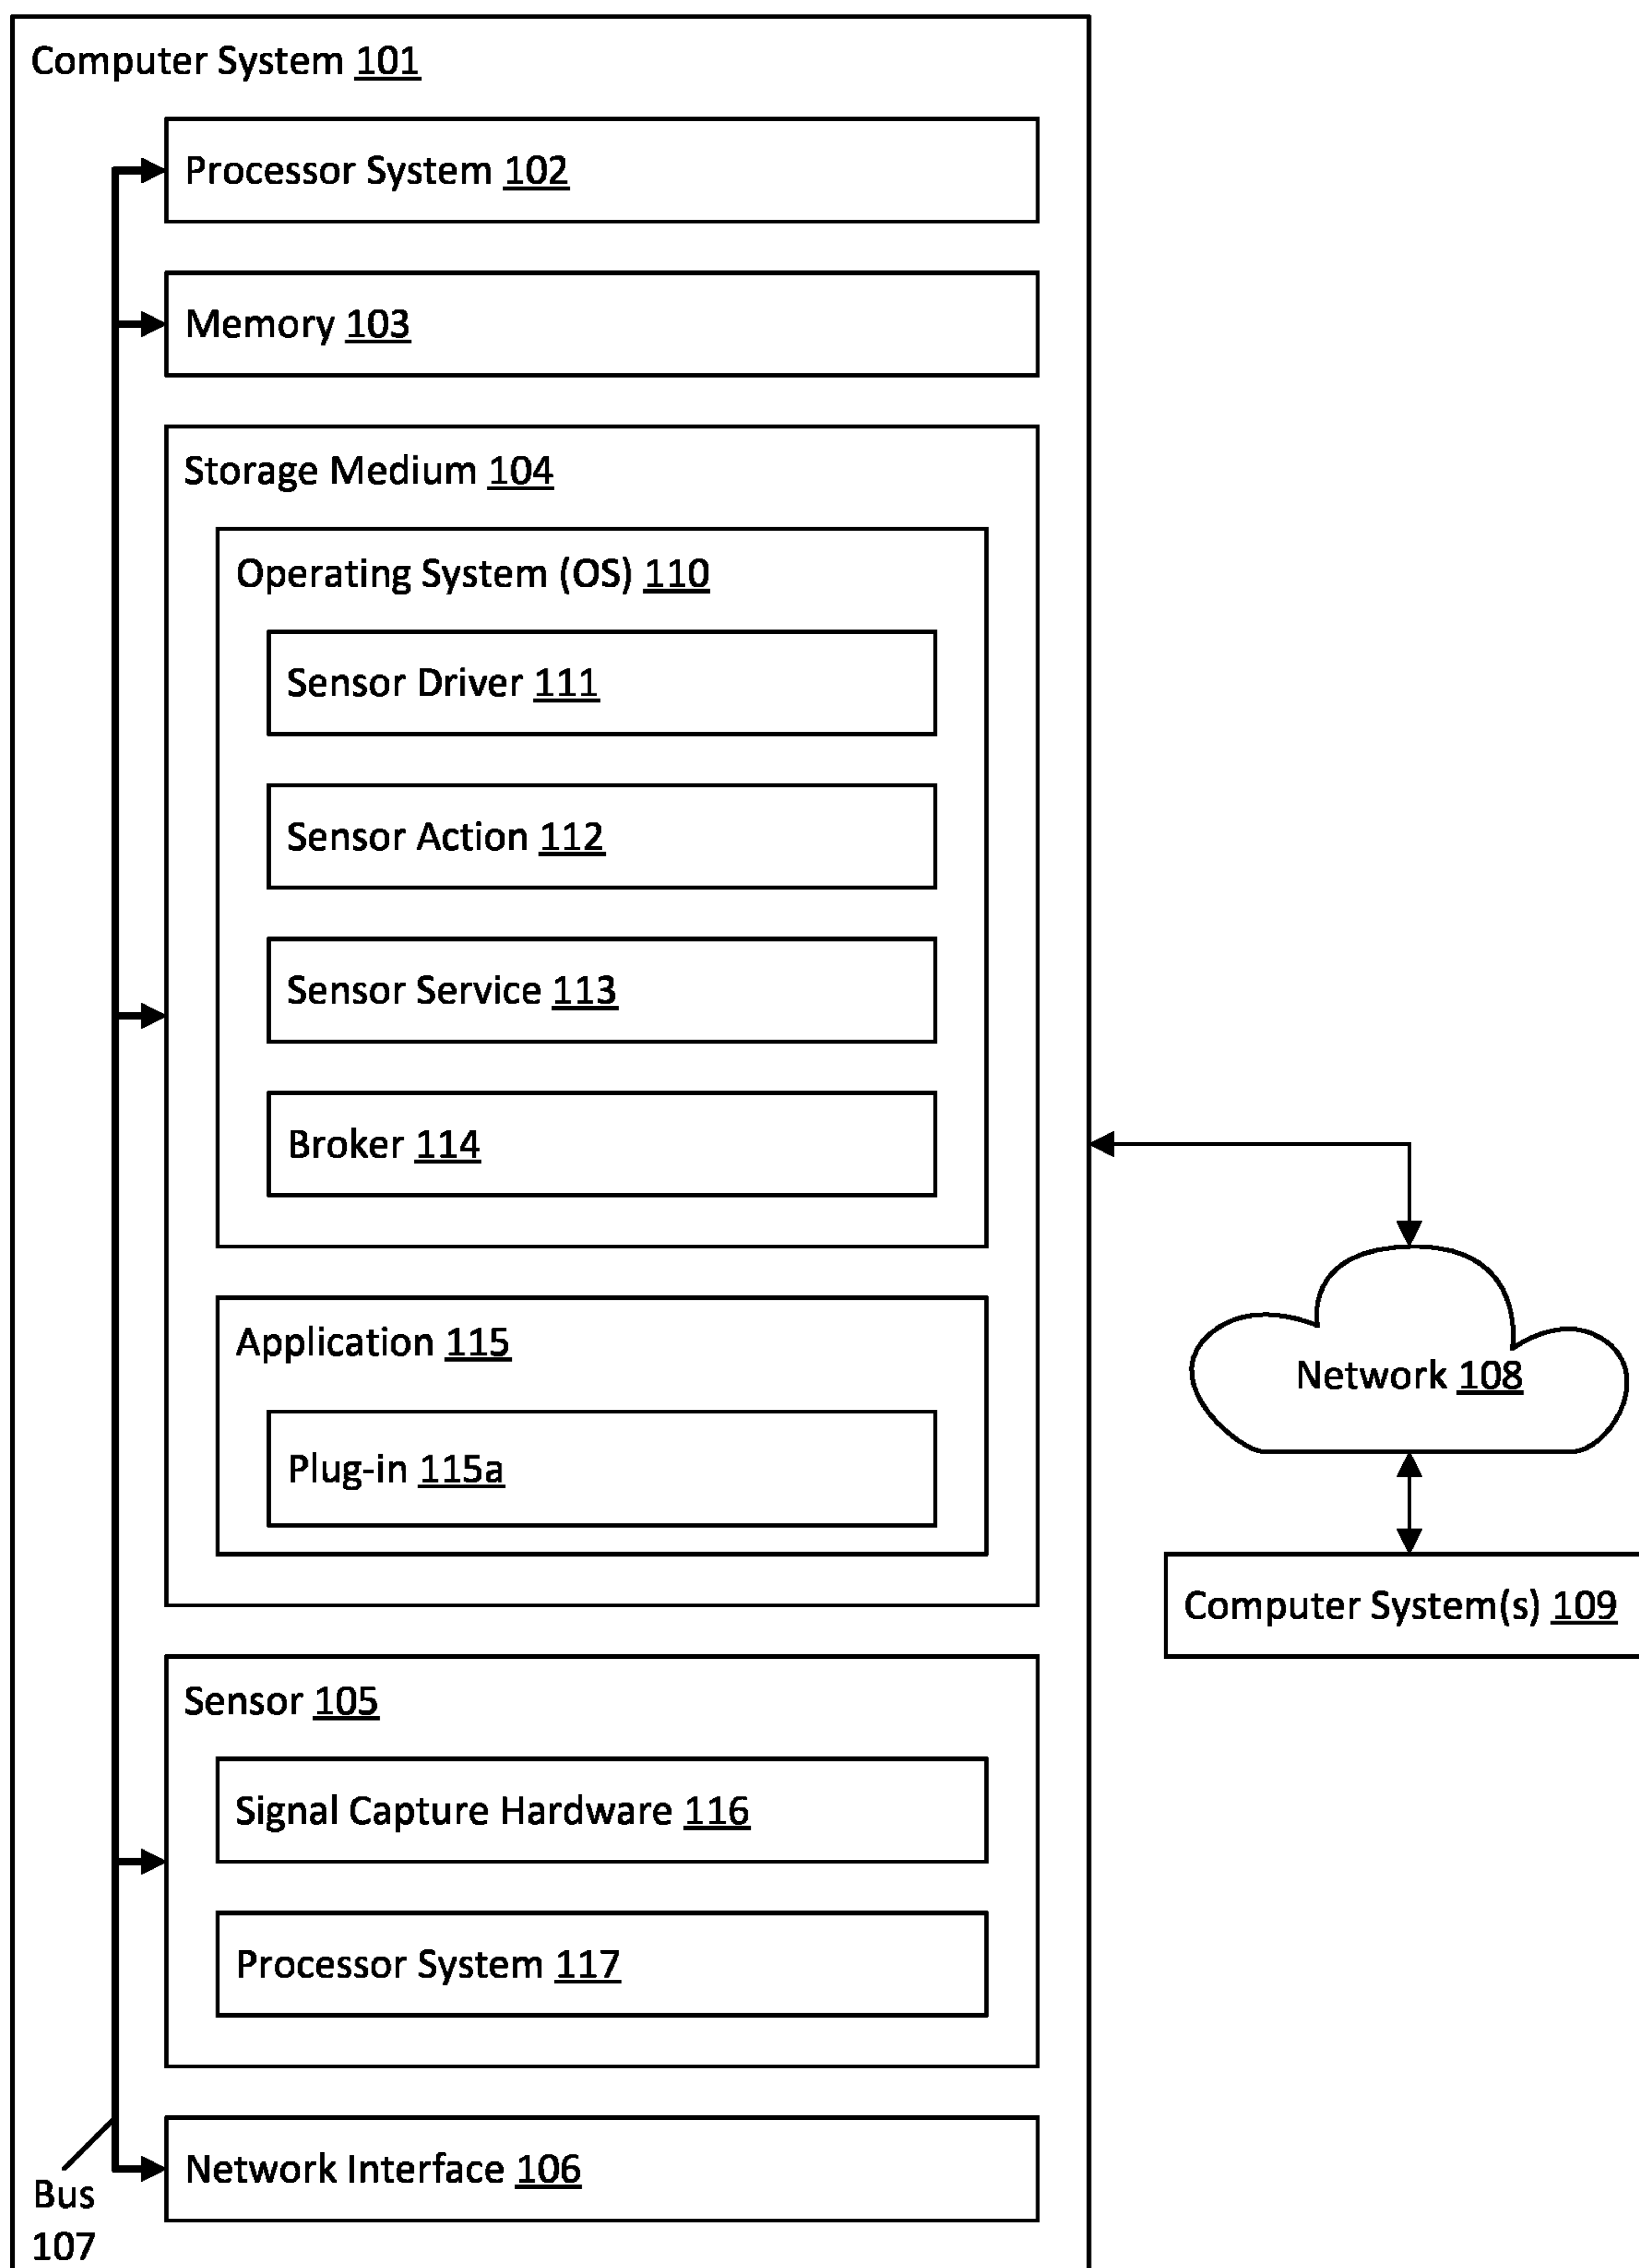 Computer System 101
Processor System 102
Memory 103
Storage Medium 104
Operating System (OS) 110
Sensor Driver 111
Sensor Action 112
Sensor Service 113
Broker 114
Application 115
Plug-in 115a
Sensor 105
Signal Capture Hardware 116
Processor System 117
Network Interface 106
Bus
107
Network 108
Computer System(s) 109